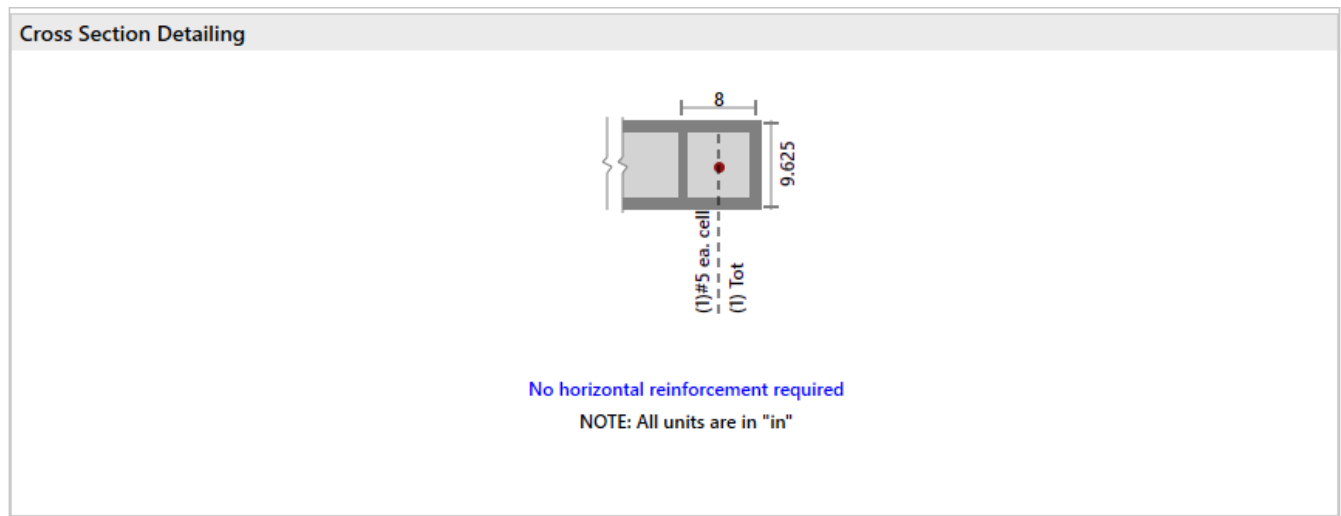 Cross Section Detailing
8
9.625
(1)#5 ea. cell
(1) Tot
No horizontal reinforcement required
NOTE: All units are in "in"